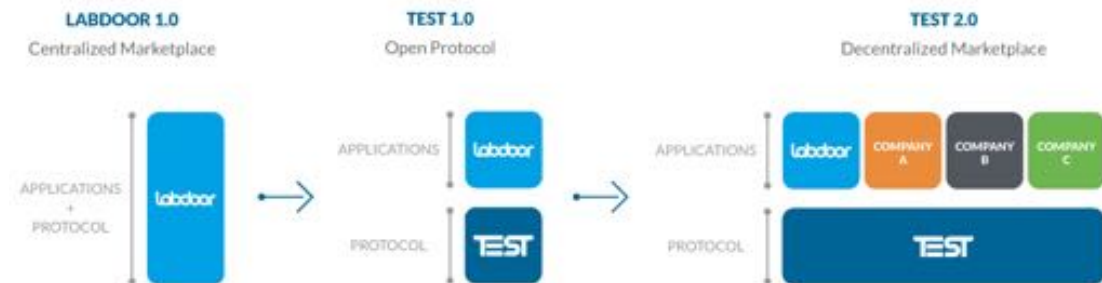 LABDOOR 1.0
Centralized Marketplace
APPLICATIONS
+
PROTOCOL
labdoor
TEST 1.0
Open Protocol
APPLICATIONS
labdoor
PROTOCOL
TEST
TEST 2.0
Decentralized Marketplace
APPLICATIONS
labdoor
COMPANY
A
COMPANY
B
COMPANY
C
PROTOCOL
TEST